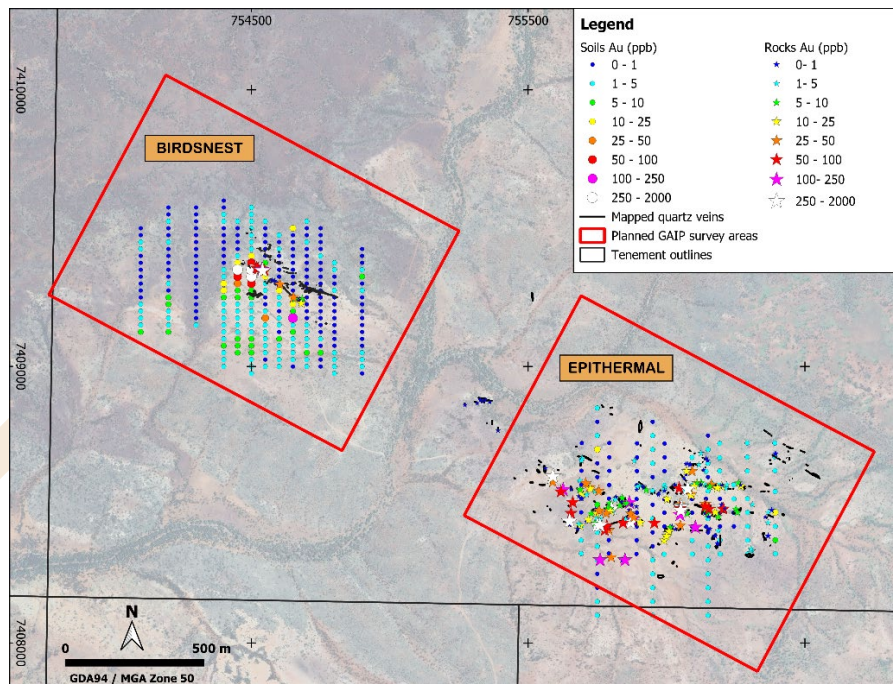 754500
755500
7410000
7409000
7408000
BIRDSNEST
EPITHERMAL
Legend
Soils Au (ppb)
0 - 1
1 - 5
5 - 10
10 - 25
25 - 50
50 - 100
100 - 250
250 - 2000
Rocks Au (ppb)
0- 1
1 - 5
5 - 10
10 - 25
25 - 50
50 - 100
100- 250
250 - 2000
Mapped quartz veins
Planned GAIP survey areas
Tenement outlines
N
0 500 m
GDA94 / MGA Zone 50